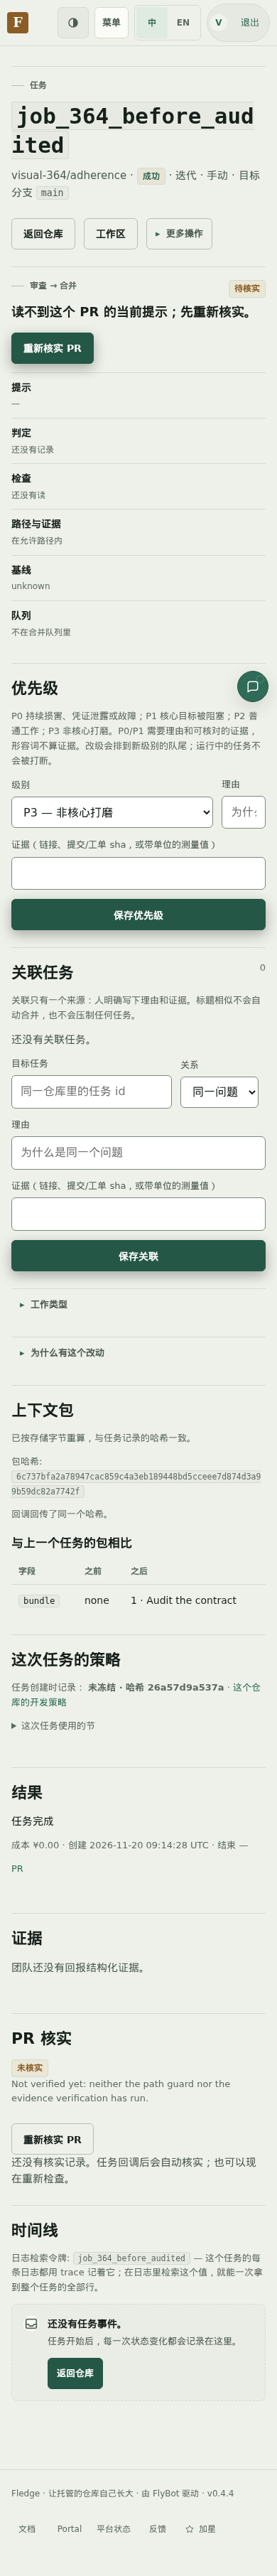 F 菜单 中 EN V 退出
任务
job_364_before_aud
ited
visual-364/adherence · 成功 · 迭代 · 手动 · 目标
分支 main
返回仓库 工作区 ▸ 更多操作
审查 → 合并 待核实
读不到这个 PR 的当前提示；先重新核实。
重新核实 PR
提示
—
判定
还没有记录
检查
还没有读
路径与证据
在允许路径内
基线
unknown
队列
不在合并队列里
优先级
P0 持续损害、凭证泄露或故障；P1 核心目标被阻塞；P2 普
通工作；P3 非核心打磨。P0/P1 需要理由和可核对的证据，
形容词不算证据。改级会排到新级别的队尾；运行中的任务不
会被打断。
级别 理由
P3 — 非核心打磨 为什么
证据（链接、提交/工单 sha，或带单位的测量值）
保存优先级
关联任务 0
关联只有一个来源：人明确写下理由和证据。标题相似不会自
动合并，也不会压制任何任务。
还没有关联任务。
目标任务 关系
同一仓库里的任务 id 同一问题
理由
为什么是同一个问题
证据（链接、提交/工单 sha，或带单位的测量值）
保存关联
▸ 工作类型
▸ 为什么有这个改动
上下文包
已按存储字节重算，与任务记录的哈希一致。
包哈希:
6c737bfa2a78947cac859c4a3eb189448bd5cceee7d874d3a9
9b59dc82a7742f
回调回传了同一个哈希。
与上一个任务的包相比
字段 之前 之后
bundle none 1 · Audit the contract
这次任务的策略
任务创建时记录： 未冻结 · 哈希 26a57d9a537a · 这个仓
库的开发策略
▶ 这次任务使用的节
结果
任务完成
成本 ¥0.00 · 创建 2026-11-20 09:14:28 UTC · 结束 —
PR
证据
团队还没有回报结构化证据。
PR 核实
未核实
Not verified yet: neither the path guard nor the
evidence verification has run.
重新核实 PR
还没有核实记录。任务回调后会自动核实；也可以现
在重新检查。
时间线
日志检索令牌: job_364_before_audited — 这个任务的每
条日志都用 trace 记着它；在日志里检索这个值，就能一次拿
到整个任务的全部行。
还没有任务事件。
任务开始后，每一次状态变化都会记录在这里。
返回仓库
Fledge · 让托管的仓库自己长大 · 由 FlyBot 驱动 · v0.4.4
文档 Portal 平台状态 反馈 ☆ 加星